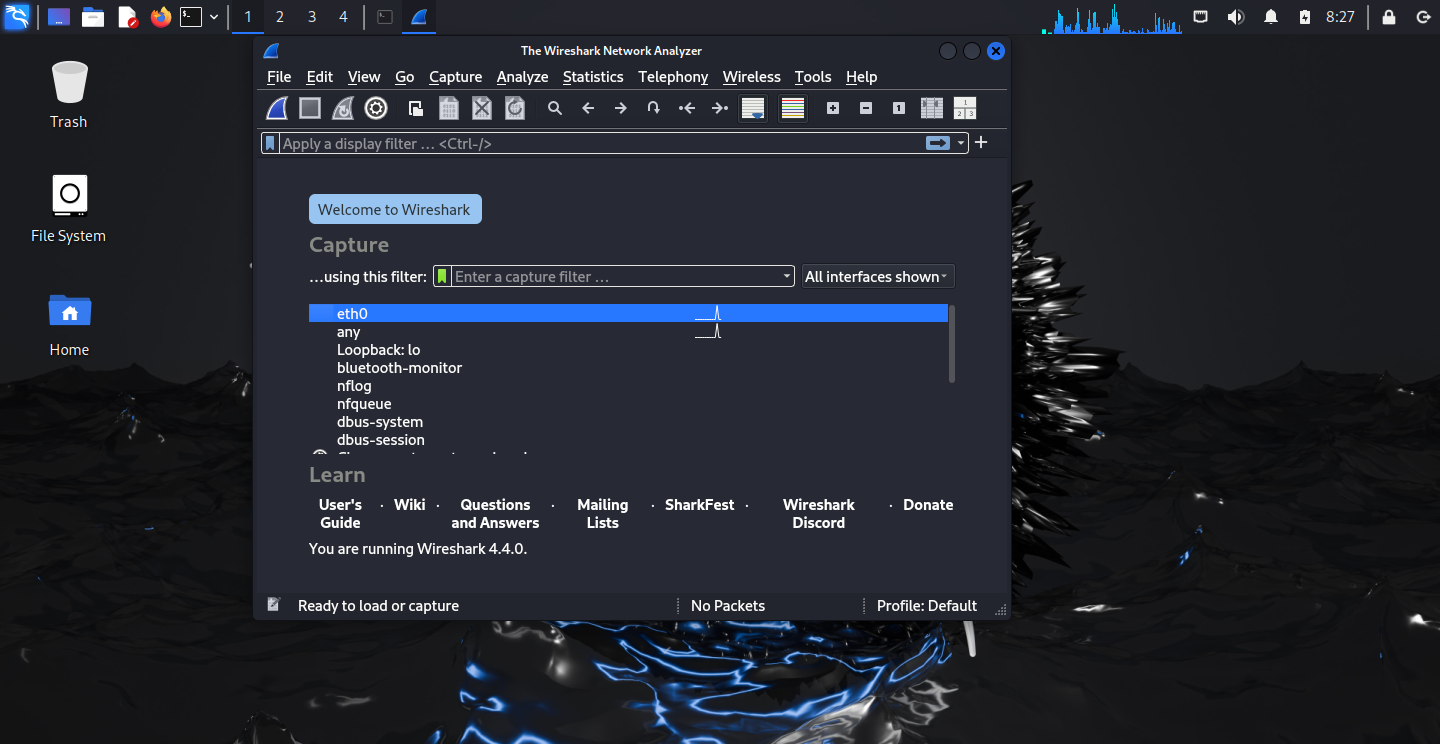 1 2 3 4 8:27
Trash
File System
Home
The Wireshark Network Analyzer
File Edit View Go Capture Analyze Statistics Telephony Wireless Tools Help
Apply a display filter … <Ctrl-/>
Welcome to Wireshark
Capture
…using this filter: Enter a capture filter … All interfaces shown
eth0
any
Loopback: lo
bluetooth-monitor
nflog
nfqueue
dbus-system
dbus-session
Learn
User's Guide · Wiki · Questions and Answers · Mailing Lists · SharkFest · Wireshark Discord · Donate
You are running Wireshark 4.4.0.
Ready to load or capture No Packets Profile: Default